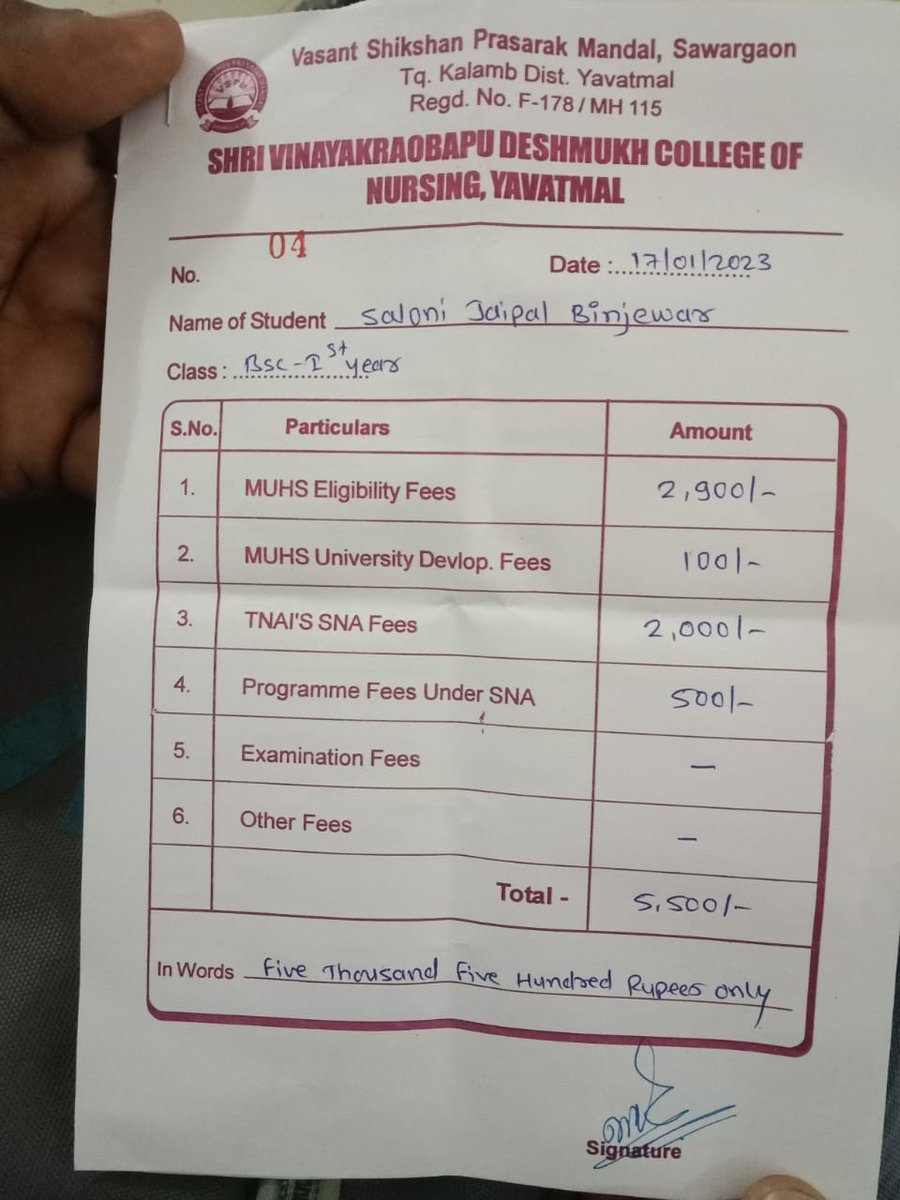 Vasant Shikshan Prasarak Mandal, Sawargaon
Tq. Kalamb Dist. Yavatmal
Regd. No. F-178 / MH 115
VSPM
SHRI VINAYAKRAOBAPU DESHMUKH COLLEGE OF
NURSING, YAVATMAL
No. 04 Date : 17/01/2023
Name of Student Saloni Jaipal Binjewar
Class : Bsc - Ist years
S.No. Particulars Amount
1. MUHS Eligibility Fees 2,900/-
2. MUHS University Devlop. Fees 100/-
3. TNAI'S SNA Fees 2,000/-
4. Programme Fees Under SNA 500/-
5. Examination Fees –
6. Other Fees –
Total - 5,500/-
In Words Five Thousand Five Hundred Rupees only
Signature